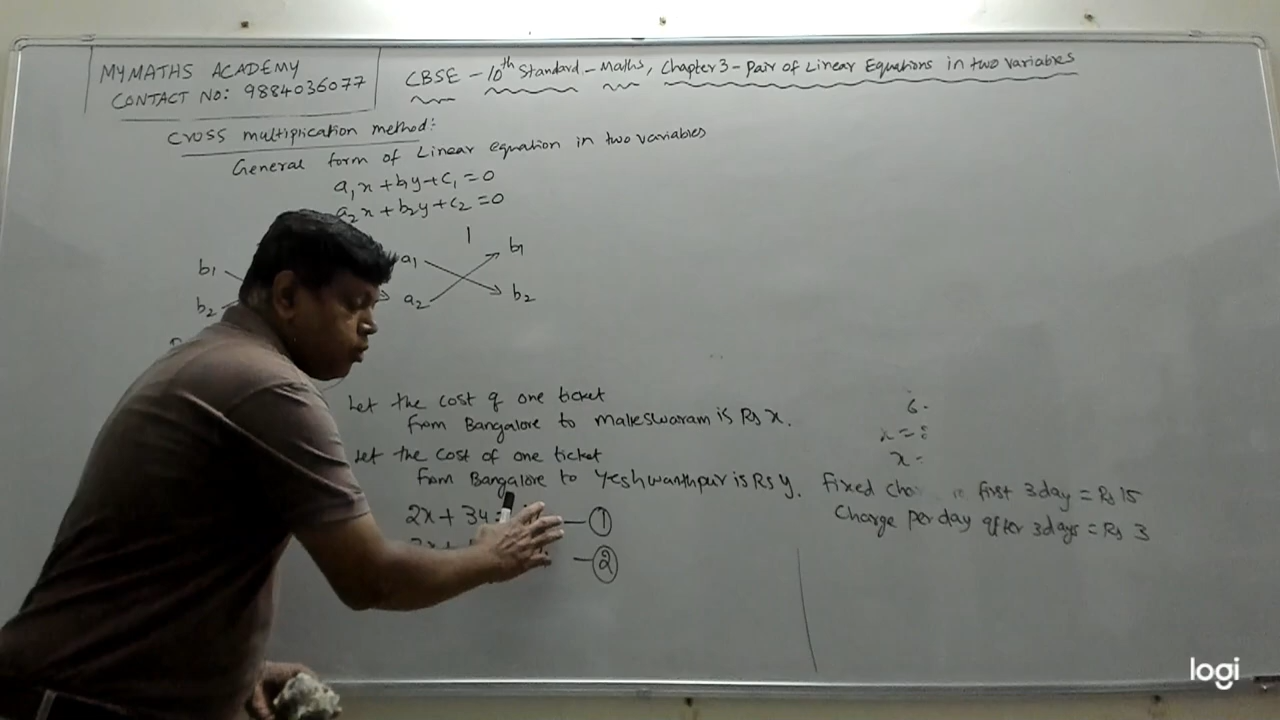 MYMATHS ACADEMY
CONTACT NO: 9884036077
CBSE - 10th Standard - Maths, Chapter 3 - Pair of Linear Equations in two variables
Cross multiplication method:
General form of Linear equation in two variables
a₁x + b₁y + c₁ = 0
a₂x + b₂y + c₂ = 0
1
b₁ a₁ b₁
b₂ a₂ b₂
Let the cost of one ticket
from Bangalore to Malleswaram is Rs x.
Let the cost of one ticket
from Bangalore to Yeshwanthpur is Rs y.
2x + 3y = — ①
— ②
6.
x =
x
Fixed first 3 day = Rs 15
Charge per day after 3 days = Rs 3
logi